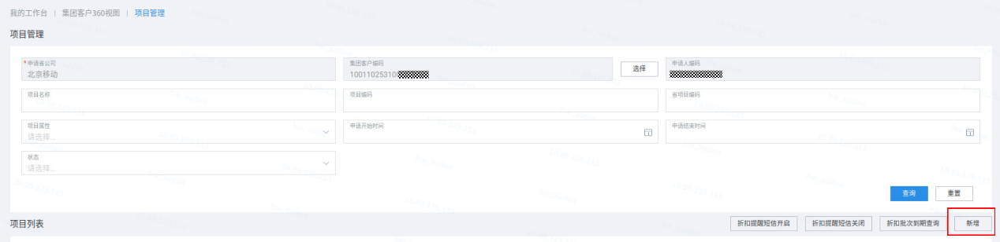 我的工作台 | 集团客户360视图 | 项目管理
项目管理
*申请省公司 集团客户编码 申请人编码
北京移动 100110253100 选择
项目名称 项目编码 省项目编码
项目属性 申请开始时间 申请结束时间
请选择...
状态
请选择...
查询 重置
项目列表 折扣提醒短信开启 折扣提醒短信关闭 折扣批次到期查询 新增